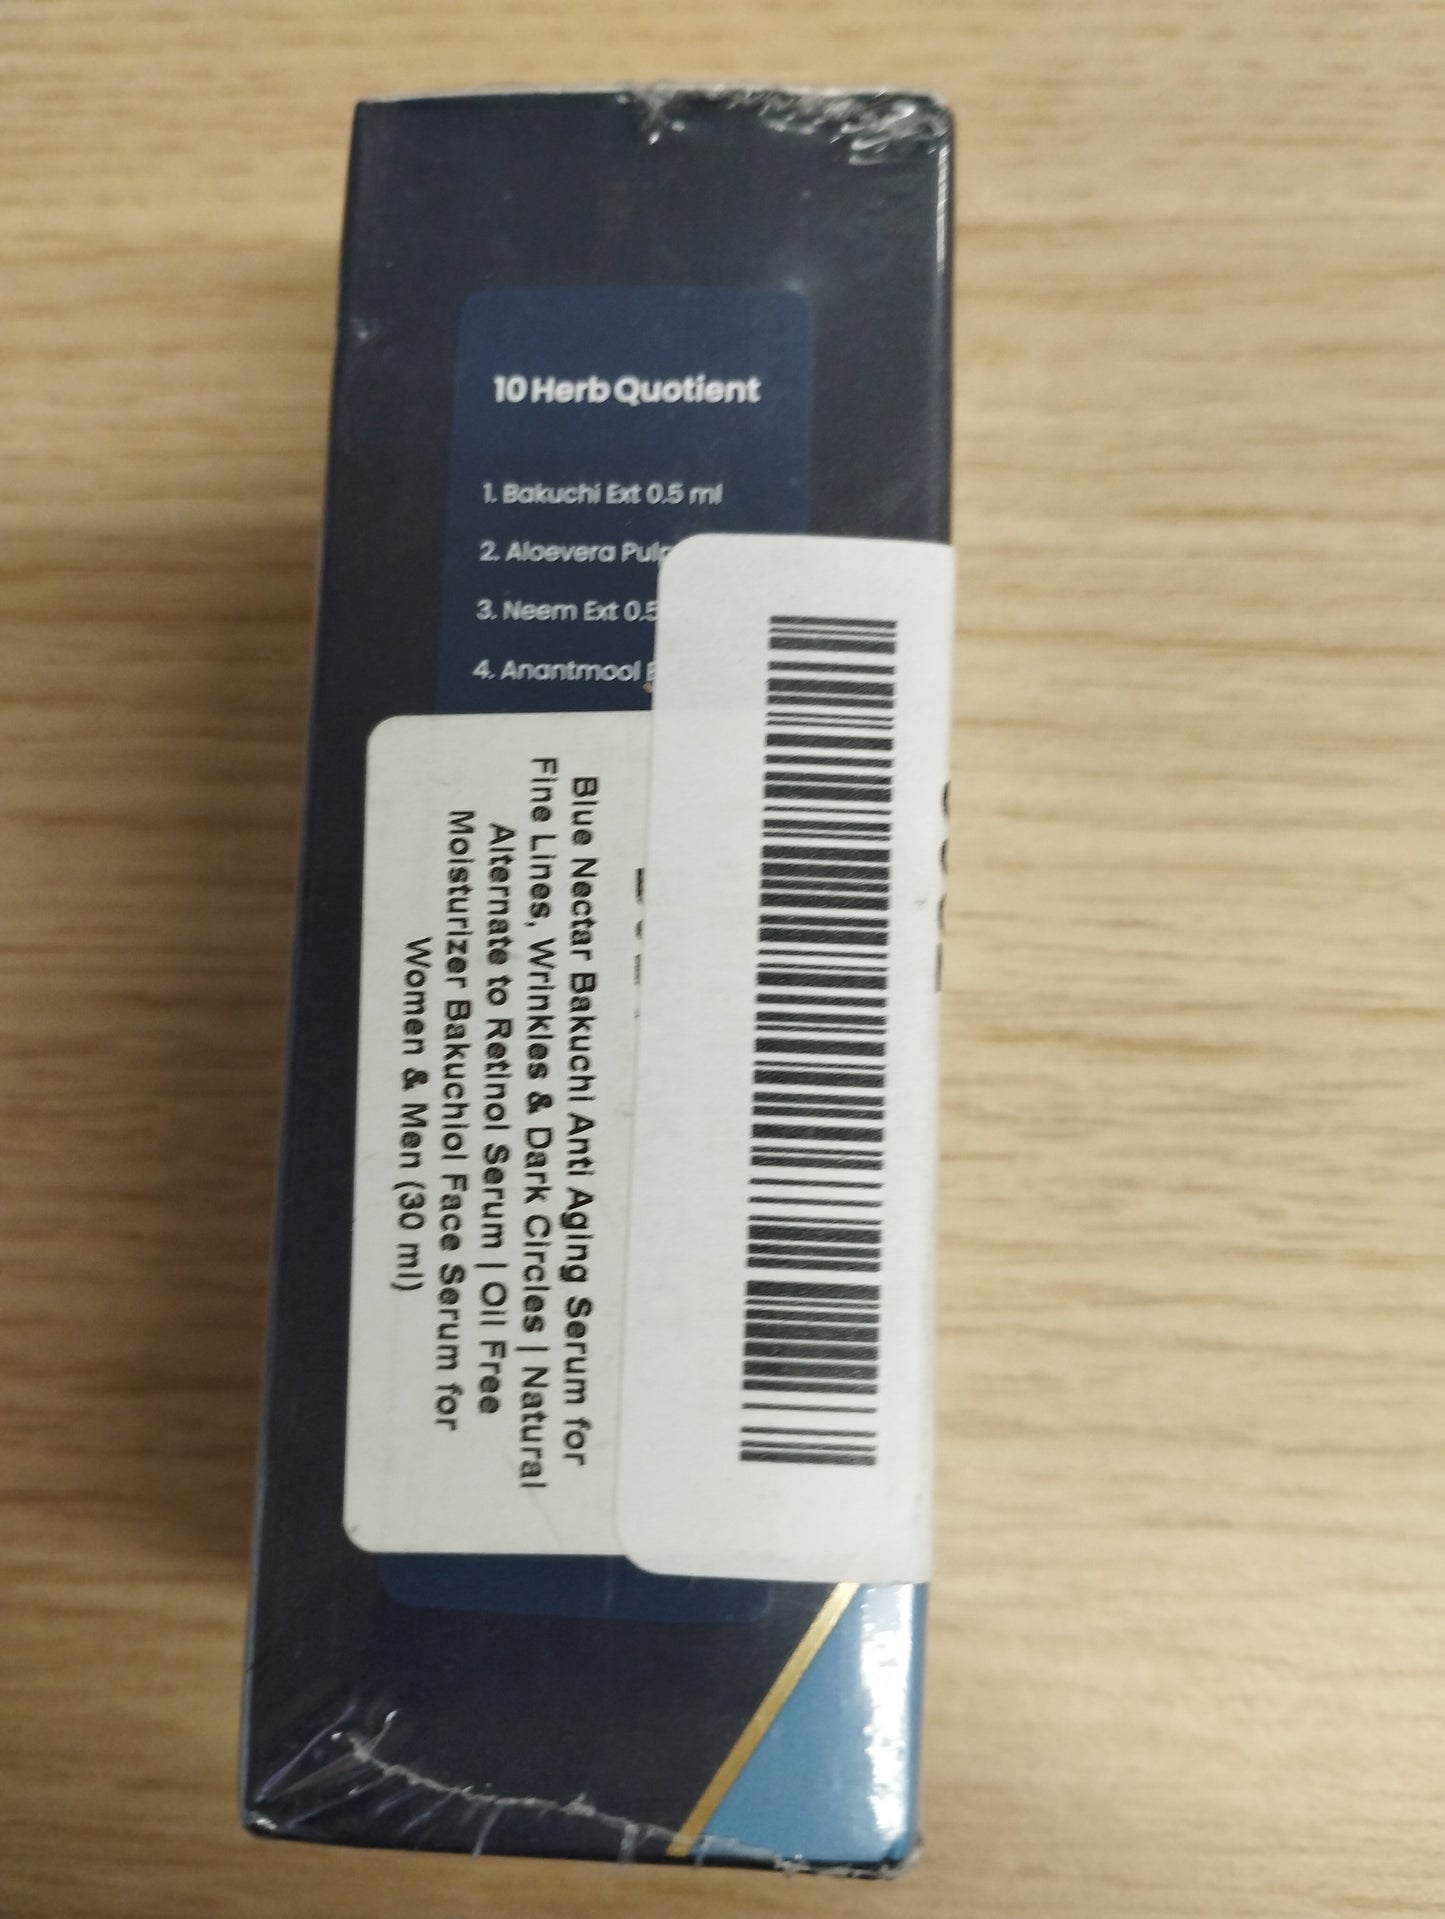 10 Herb Quotient
1. Bakuchi Ext 0.5 ml
2. Aloevera Pulp
3. Neem Ext 0.5
4. Anantmool
Blue Nectar Bakuchi Anti Aging Serum for
Fine Lines, Wrinkles & Dark Circles | Natural
Alternate to Retinol Serum | Oil Free
Moisturizer Bakuchiol Face Serum for
Women & Men (30 ml)